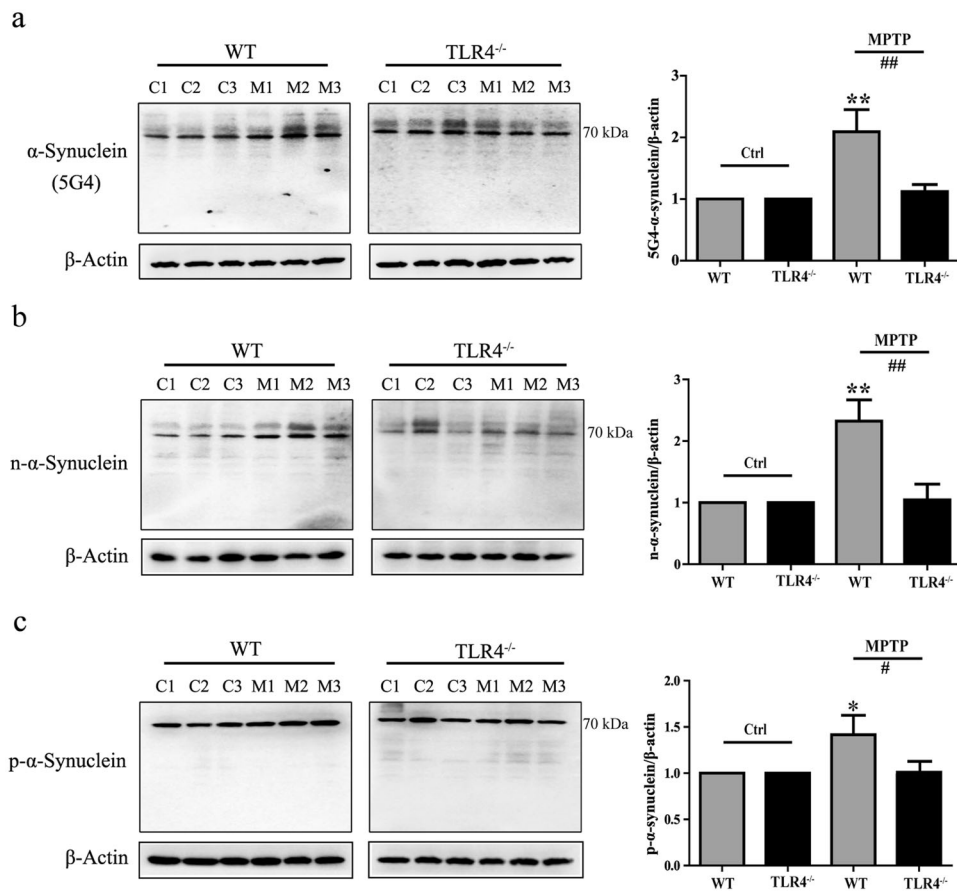 a
WT
TLR4-/-
C1 C2 C3 M1 M2 M3
C1 C2 C3 M1 M2 M3
α-Synuclein
(5G4)
70 kDa
β-Actin
MPTP
##
**
Ctrl
5G4-α-synuclein/β-actin
3
2
1
0
WT TLR4-/- WT TLR4-/-
b
WT
TLR4-/-
C1 C2 C3 M1 M2 M3
C1 C2 C3 M1 M2 M3
n-α-Synuclein
70 kDa
β-Actin
MPTP
##
**
Ctrl
n-α-synuclein/β-actin
3
2
1
0
WT TLR4-/- WT TLR4-/-
c
WT
TLR4-/-
C1 C2 C3 M1 M2 M3
C1 C2 C3 M1 M2 M3
p-α-Synuclein
70 kDa
β-Actin
MPTP
#
*
Ctrl
p-α-synuclein/β-actin
2.0
1.5
1.0
0.5
0.0
WT TLR4-/- WT TLR4-/-